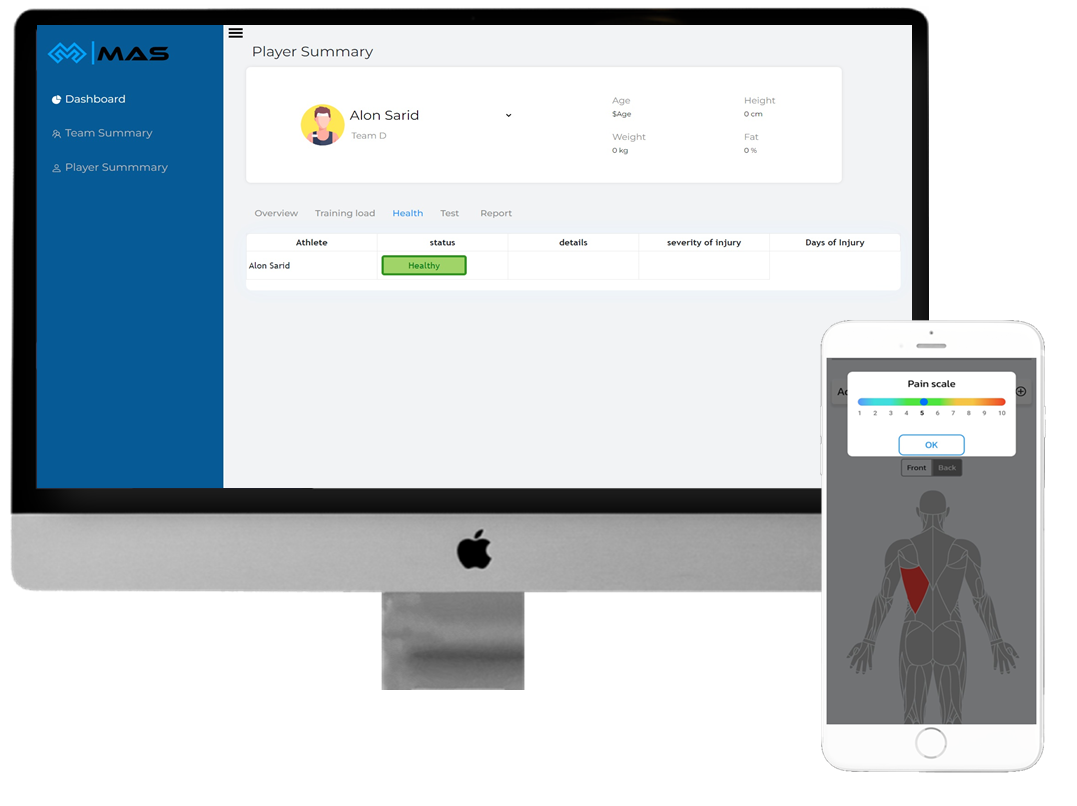 MAS
Player Summary
Dashboard
Team Summary
Player Summmary
Alon Sarid
Team D
Age
$Age
Height
0 cm
Weight
0 kg
Fat
0 %
Overview Training load Health Test Report
Athlete status details severity of injury Days of Injury
Alon Sarid Healthy
Pain scale
1 2 3 4 5 6 7 8 9 10
OK
Front Back